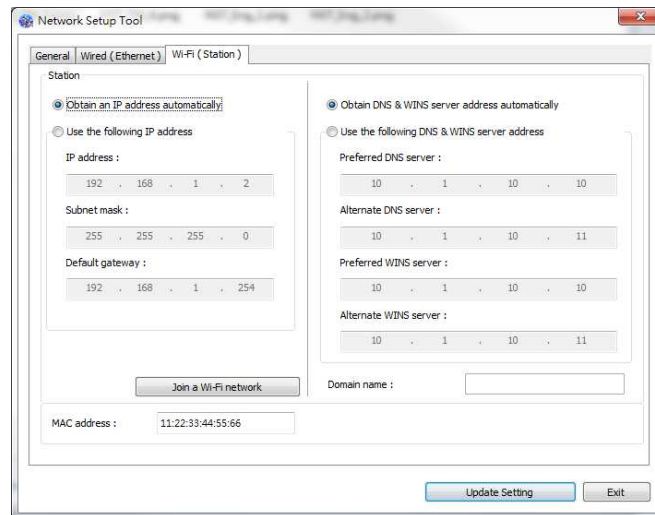 Network Setup Tool
General
Wired ( Ethernet )
Wi-Fi ( Station )
Station
Obtain an IP address automatically
Use the following IP address
IP address :
192 . 168 . 1 . 2
Subnet mask :
255 . 255 . 255 . 0
Default gateway :
192 . 168 . 1 . 254
Join a Wi-Fi network
Obtain DNS & WINS server address automatically
Use the following DNS & WINS server address
Preferred DNS server :
10 . 1 . 10 . 10
Alternate DNS server :
10 . 1 . 10 . 11
Preferred WINS server :
10 . 1 . 10 . 10
Alternate WINS server :
10 . 1 . 10 . 11
Domain name :
MAC address :
11:22:33:44:55:66
Update Setting
Exit